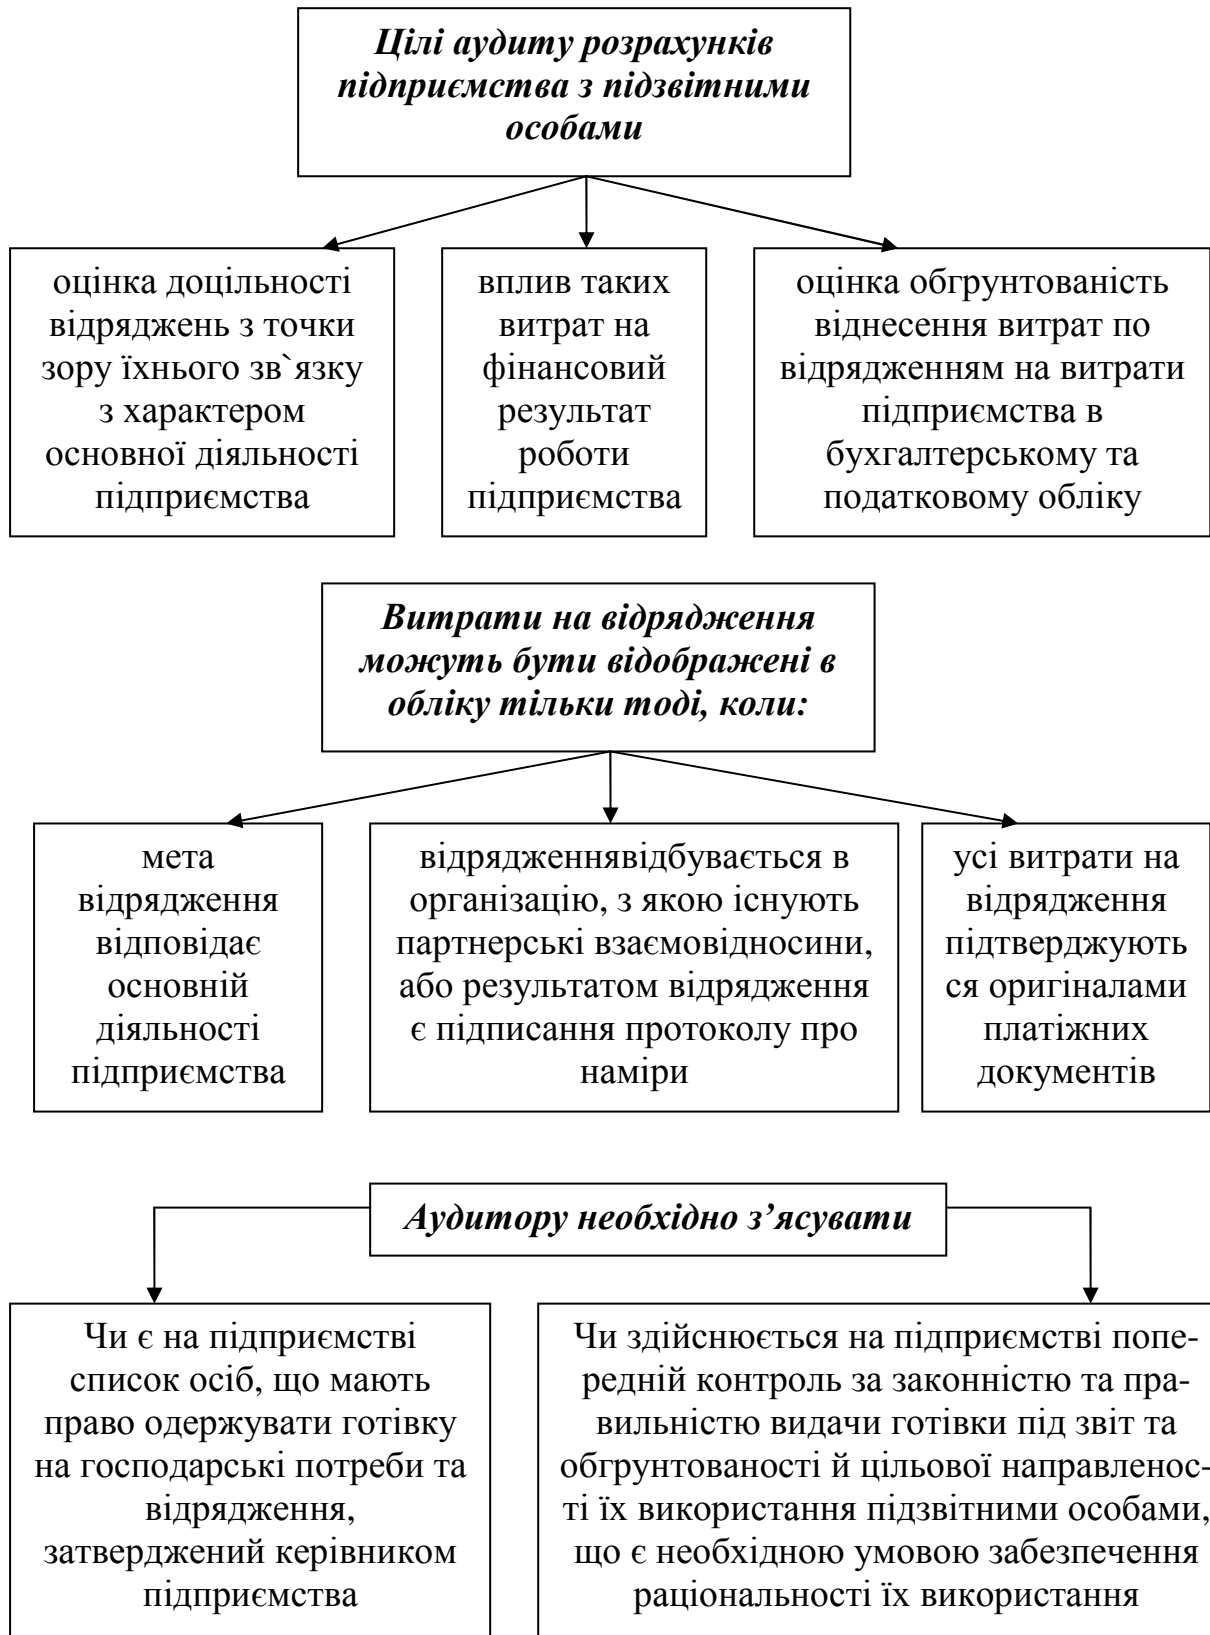 Цілі аудиту розрахунків
підприємства з підзвітними
особами
оцінка доцільності
відряджень з точки
зору їхнього зв`язку
з характером
основної діяльності
підприємства
вплив таких
витрат на
фінансовий
результат
роботи
підприємства
оцінка обгрунтованість
віднесення витрат по
відрядженням на витрати
підприємства в
бухгалтерському та
податковому обліку
Витрати на відрядження
можуть бути відображені в
обліку тільки тоді, коли:
мета
відрядження
відповідає
основній
діяльності
підприємства
відрядженнявідбувається в
організацію, з якою існують
партнерські взаємовідносини,
або результатом відрядження
є підписання протоколу про
наміри
усі витрати на
відрядження
підтверджують
ся оригіналами
платіжних
документів
Аудитору необхідно з’ясувати
Чи є на підприємстві
список осіб, що мають
право одержувати готівку
на господарські потреби та
відрядження,
затверджений керівником
підприємства
Чи здійснюється на підприємстві попе-
редній контроль за законністю та пра-
вильністю видачи готівки під звіт та
обгрунтованості й цільової направленос-
ті їх використання підзвітними особами,
що є необхідною умовою забезпечення
раціональності їх використання